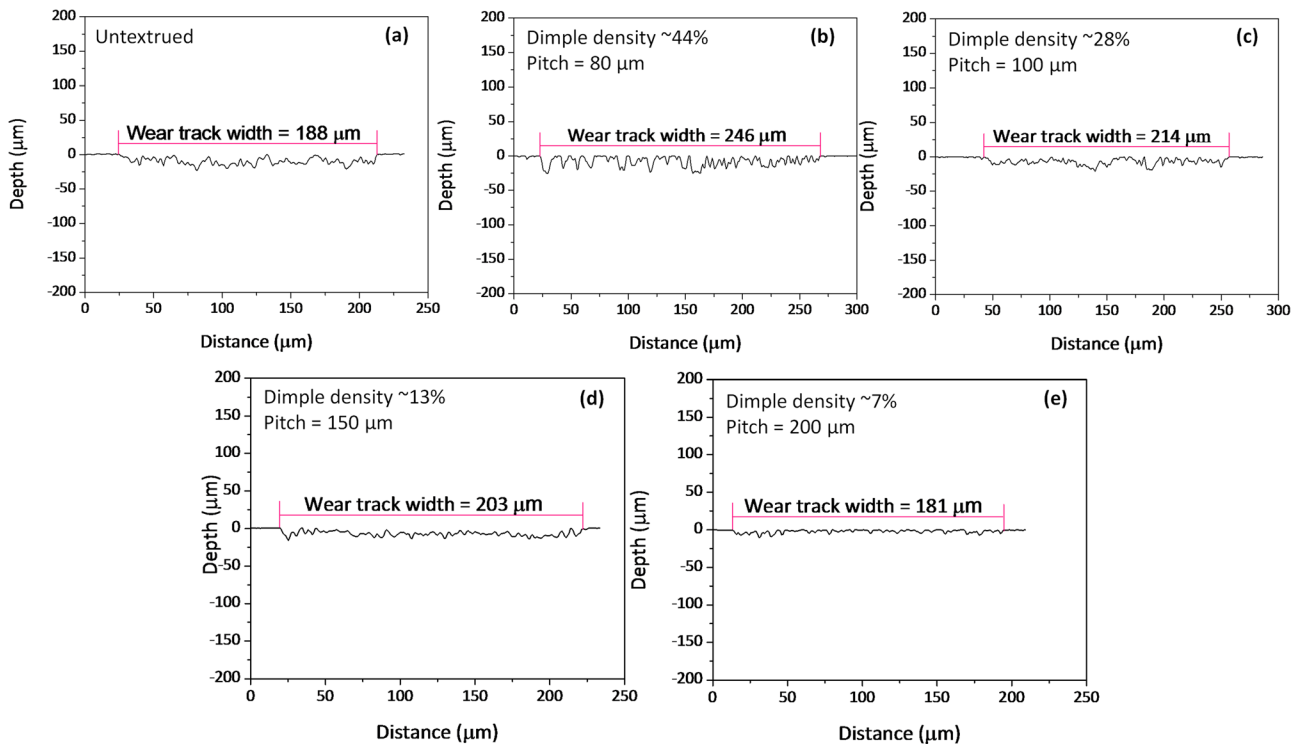 Untextrued
(a)
Wear track width = 188 μm
200
150
100
50
0
-50
-100
-150
-200
Depth (μm)
0
50
100
150
200
250
Distance (μm)
Dimple density ~44%
Pitch = 80 μm
(b)
Wear track width = 246 μm
200
150
100
50
0
-50
-100
-150
-200
Depth (μm)
0
50
100
150
200
250
300
Distance (μm)
Dimple density ~28%
Pitch = 100 μm
(c)
Wear track width = 214 μm
200
150
100
50
0
-50
-100
-150
-200
Depth (μm)
0
50
100
150
200
250
300
Distance (μm)
Dimple density ~13%
Pitch = 150 μm
(d)
Wear track width = 203 μm
200
150
100
50
0
-50
-100
-150
-200
Depth (μm)
0
50
100
150
200
250
Distance (μm)
Dimple density ~7%
Pitch = 200 μm
(e)
Wear track width = 181 μm
200
150
100
50
0
-50
-100
-150
-200
Depth (μm)
0
50
100
150
200
250
Distance (μm)